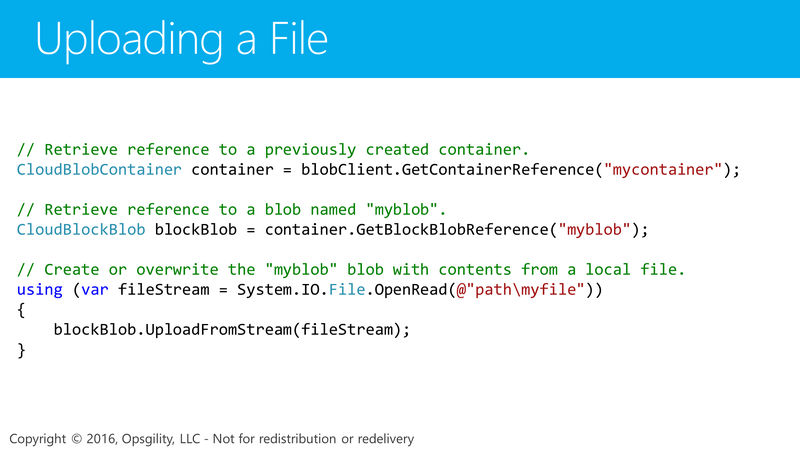 Uploading a File
// Retrieve reference to a previously created container.
CloudBlobContainer container = blobClient.GetContainerReference("mycontainer");
// Retrieve reference to a blob named "myblob".
CloudBlockBlob blockBlob = container.GetBlockBlobReference("myblob");
// Create or overwrite the "myblob" blob with contents from a local file.
using (var fileStream = System.IO.File.OpenRead(@"path\myfile"))
{
    blockBlob.UploadFromStream(fileStream);
}
Copyright © 2016, Opsgility, LLC - Not for redistribution or redelivery